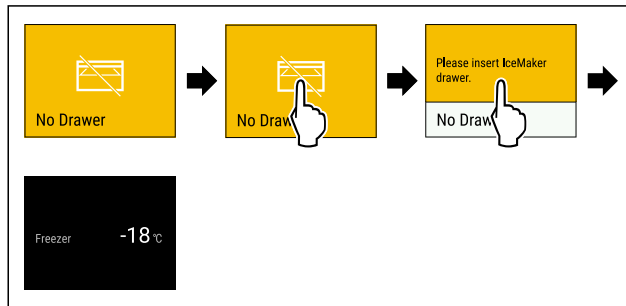 No Drawer
No Draw
Please insert IceMaker
drawer.
No Draw
Freezer
-18 °C